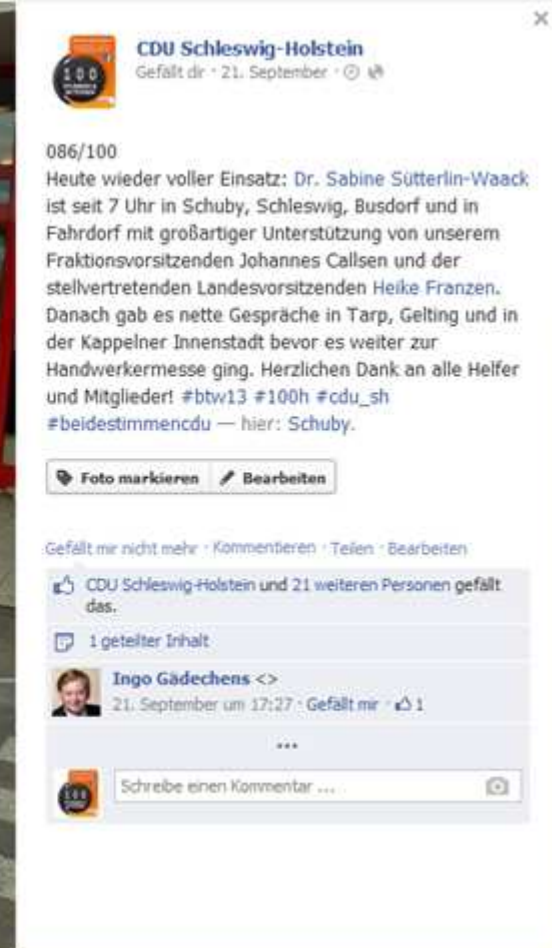 CDU Schleswig-Holstein
Gefällt dir · 21. September ·
100
086/100
Heute wieder voller Einsatz: Dr. Sabine Sütterlin-Waack
ist seit 7 Uhr in Schuby, Schleswig, Busdorf und in
Fahrdorf mit großartiger Unterstützung von unserem
Fraktionsvorsitzenden Johannes Callsen und der
stellvertretenden Landesvorsitzenden Heike Franzen.
Danach gab es nette Gespräche in Tarp, Gelting und in
der Kappelner Innenstadt bevor es weiter zur
Handwerkermesse ging. Herzlichen Dank an alle Helfer
und Mitglieder! #btw13 #100h #cdu_sh
#beidestimmencdu — hier: Schuby.
Foto markieren Bearbeiten
Gefällt mir nicht mehr · Kommentieren · Teilen · Bearbeiten
CDU Schleswig-Holstein und 21 weiteren Personen gefällt
das.
1 geteilter Inhalt
Ingo Gädechens <>
21. September um 17:27 · Gefällt mir · 1
...
Schreibe einen Kommentar ...